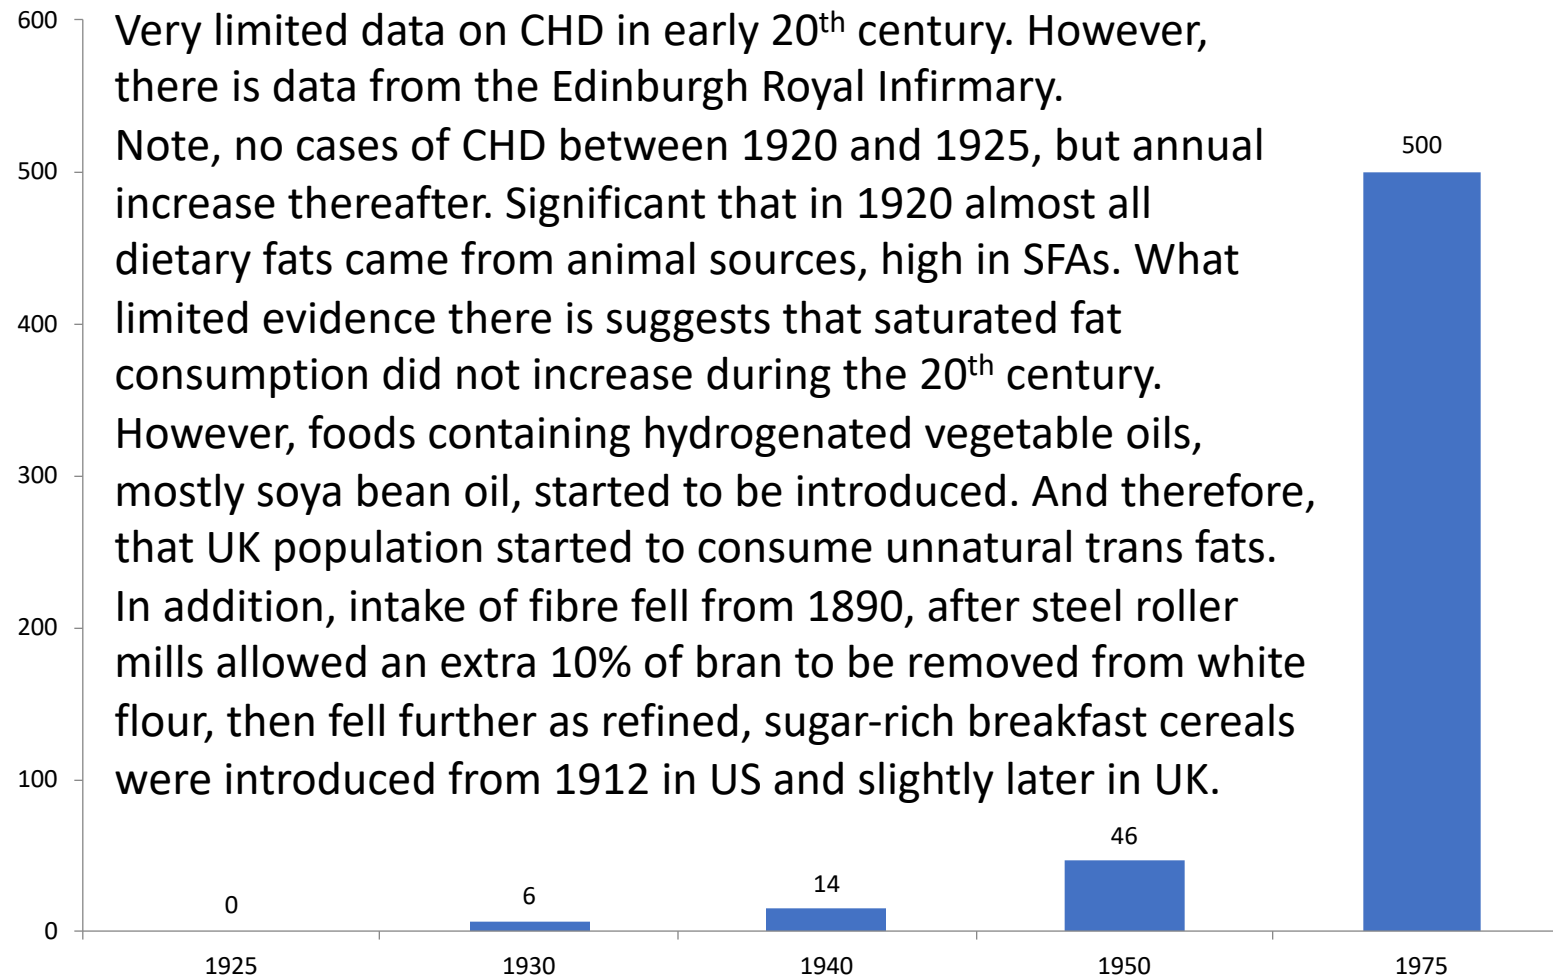 600
Very limited data on CHD in early 20th century. However,
there is data from the Edinburgh Royal Infirmary.
Note, no cases of CHD between 1920 and 1925, but annual
increase thereafter. Significant that in 1920 almost all
dietary fats came from animal sources, high in SFAs. What
limited evidence there is suggests that saturated fat
consumption did not increase during the 20th century.
However, foods containing hydrogenated vegetable oils,
mostly soya bean oil, started to be introduced. And therefore,
that UK population started to consume unnatural trans fats.
In addition, intake of fibre fell from 1890, after steel roller
mills allowed an extra 10% of bran to be removed from white
flour, then fell further as refined, sugar-rich breakfast cereals
were introduced from 1912 in US and slightly later in UK.
500
400
300
200
100
0
0
6
14
46
500
1925
1930
1940
1950
1975